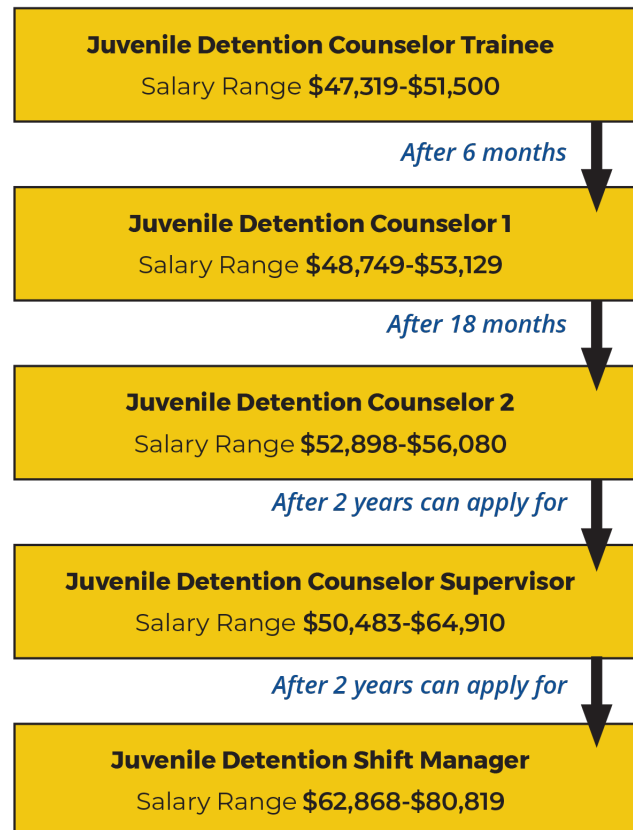 Juvenile Detention Counselor Trainee
Salary Range $47,319-$51,500
After 6 months
Juvenile Detention Counselor 1
Salary Range $48,749-$53,129
After 18 months
Juvenile Detention Counselor 2
Salary Range $52,898-$56,080
After 2 years can apply for
Juvenile Detention Counselor Supervisor
Salary Range $50,483-$64,910
After 2 years can apply for
Juvenile Detention Shift Manager
Salary Range $62,868-$80,819